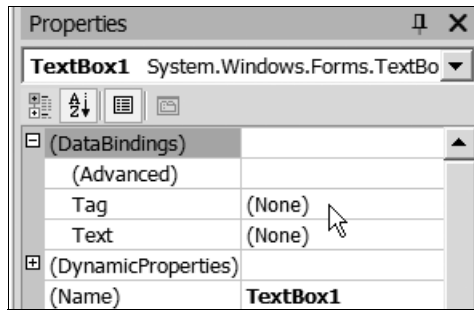 Properties
TextBox1 System.Windows.Forms.TextBo
(DataBindings)
(Advanced)
Tag (None)
Text (None)
(DynamicProperties)
(Name) TextBox1